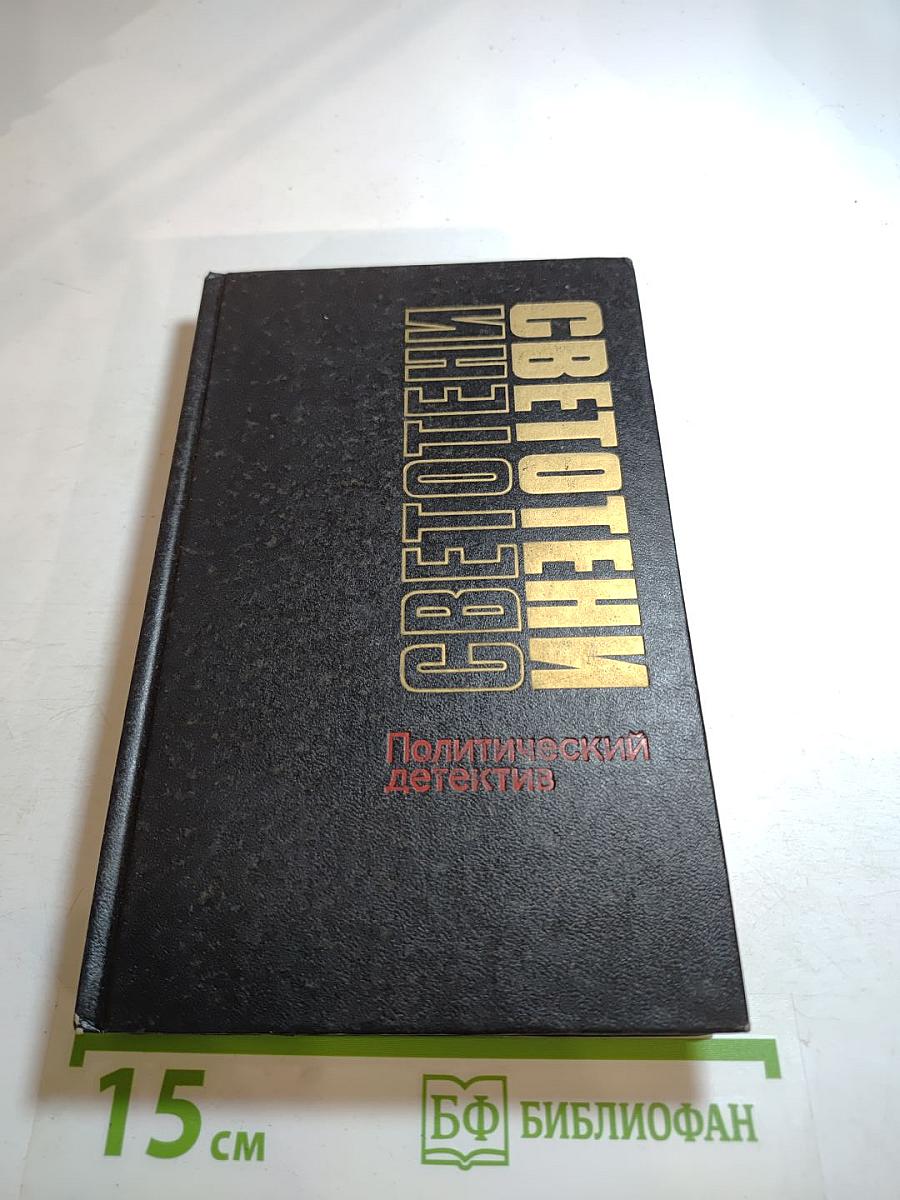 СВЕТОТЕНИ
СВЕТОТЕНИ
Политический
детектив
15 см
БФ БИБЛИОФАН